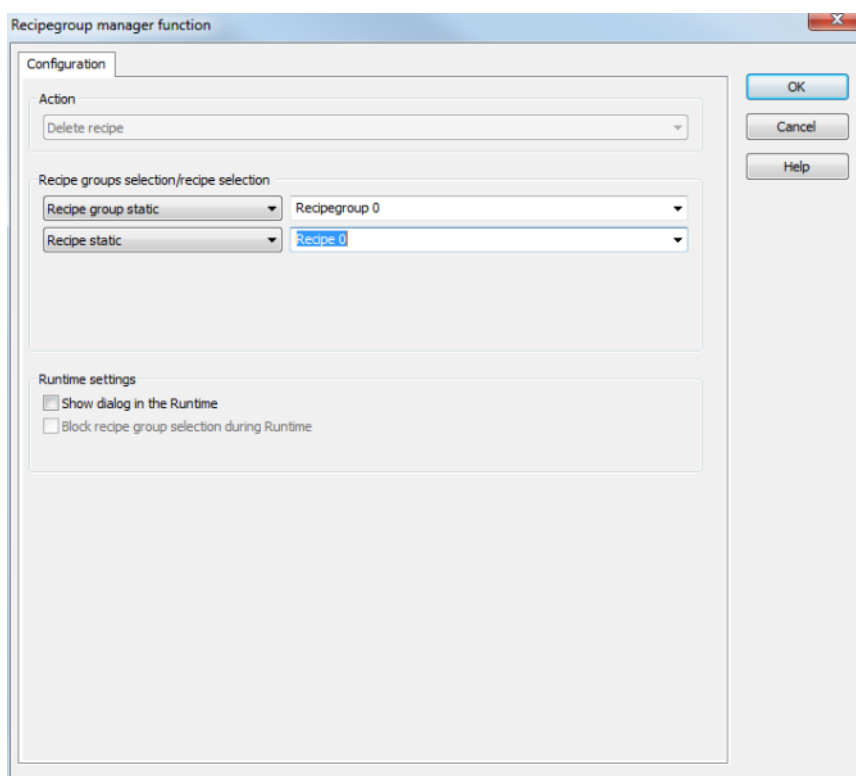 Recipegroup manager function
Configuration
OK
Action
Delete recipe
Cancel
Help
Recipe groups selection/recipe selection
Recipe group static Recipegroup 0
Recipe static Recipe 0
Runtime settings
Show dialog in the Runtime
Block recipe group selection during Runtime